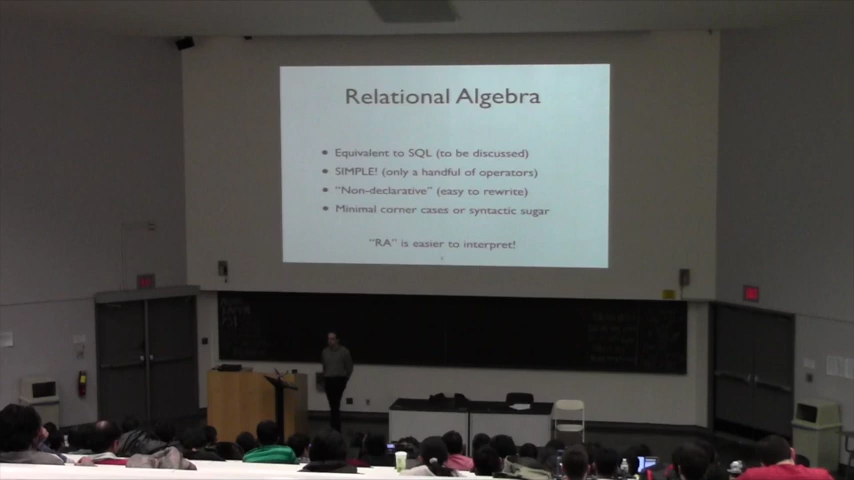 Relational Algebra
• Equivalent to SQL (to be discussed)
• SIMPLE! (only a handful of operators)
• "Non-declarative" (easy to rewrite)
• Minimal corner cases or syntactic sugar
"RA" is easier to interpret!